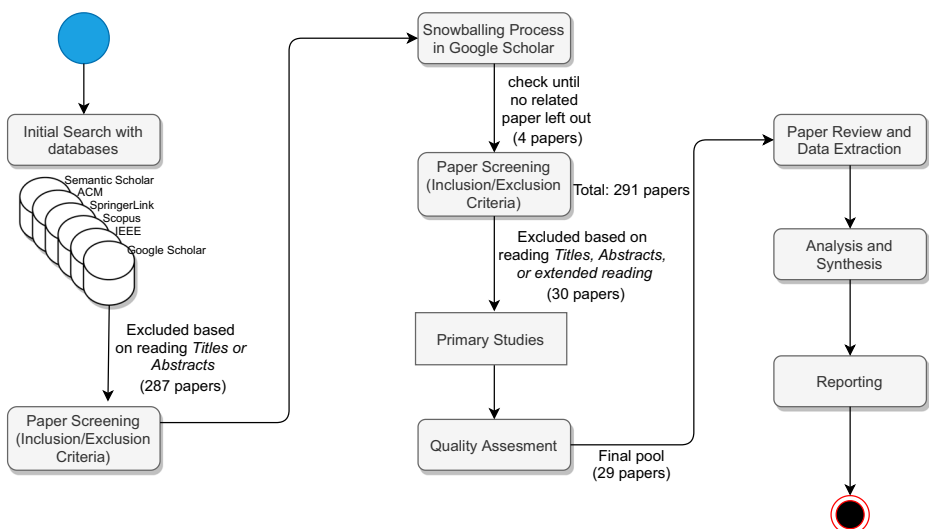 Initial Search with
databases
Semantic Scholar
ACM
SpringerLink
Scopus
IEEE
Google Scholar
Excluded based
on reading Titles or
Abstracts
(287 papers)
Paper Screening
(Inclusion/Exclusion
Criteria)
Snowballing Process
in Google Scholar
check until
no related
paper left out
(4 papers)
Paper Screening
(Inclusion/Exclusion
Criteria)
Total: 291 papers
Excluded based on
reading Titles, Abstracts,
or extended reading
(30 papers)
Primary Studies
Quality Assesment
Final pool
(29 papers)
Paper Review and
Data Extraction
Analysis and
Synthesis
Reporting